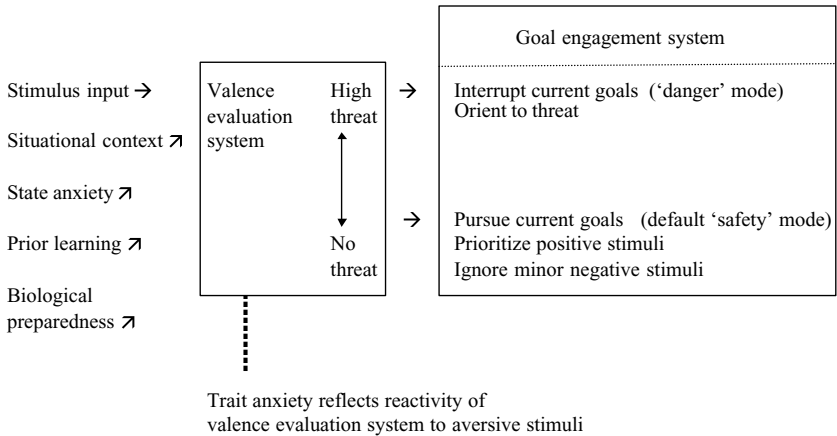 Goal engagement system
Stimulus input →
Situational context ↗
State anxiety ↗
Prior learning ↗
Biological
preparedness ↗
Valence
evaluation
system
High
threat
No
threat
→
Interrupt current goals (‘danger’ mode)
Orient to threat
→
Pursue current goals (default ‘safety’ mode)
Prioritize positive stimuli
Ignore minor negative stimuli
Trait anxiety reflects reactivity of
valence evaluation system to aversive stimuli